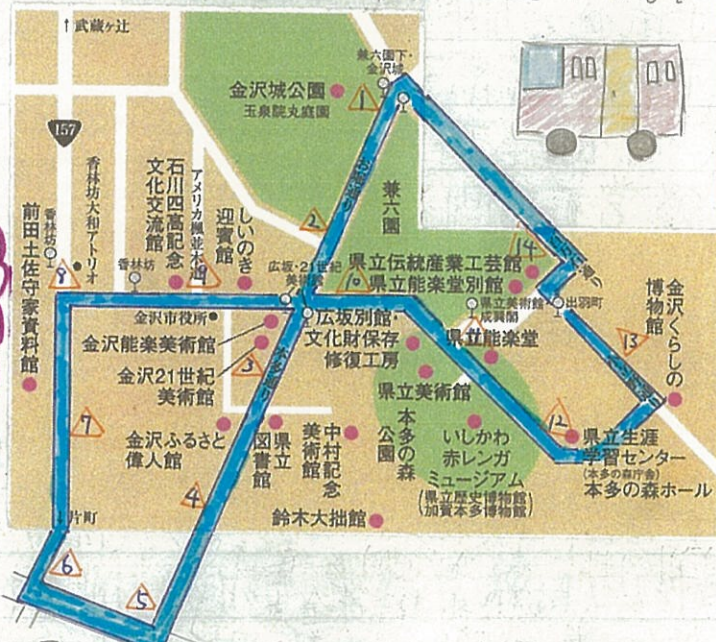 ↑武蔵ヶ辻
兼六園下・
金沢城
金沢城公園
玉泉院丸庭園
1
157
香林坊大和アトリオ
石川四高記念
文化交流館
アメリカ楓並木通
しいのき
迎賓館
2
兼六園
14
前田土佐守家資料館
香林坊
8
香林坊
広坂・21世紀
美術館
10
県立伝統産業工芸館
県立能楽堂別館
県立美術館・
成巽閣
出羽町
金沢くらしの
博物館
金沢市役所
金沢能楽美術館
金沢21世紀
美術館
3
本多通り
広坂別館・
文化財保存
修復工房
県立能楽堂
13
県立美術館
7
金沢ふるさと
偉人館
4
県立
図書館
中村記念
美術館
本多の森
公園
いしかわ
赤レンガ
ミュージアム
(県立歴史博物館)
(加賀本多博物館)
12
県立生涯
学習センター
(本多の森庁舎)
本多の森ホール
鈴木大拙館
↓片町
6
5